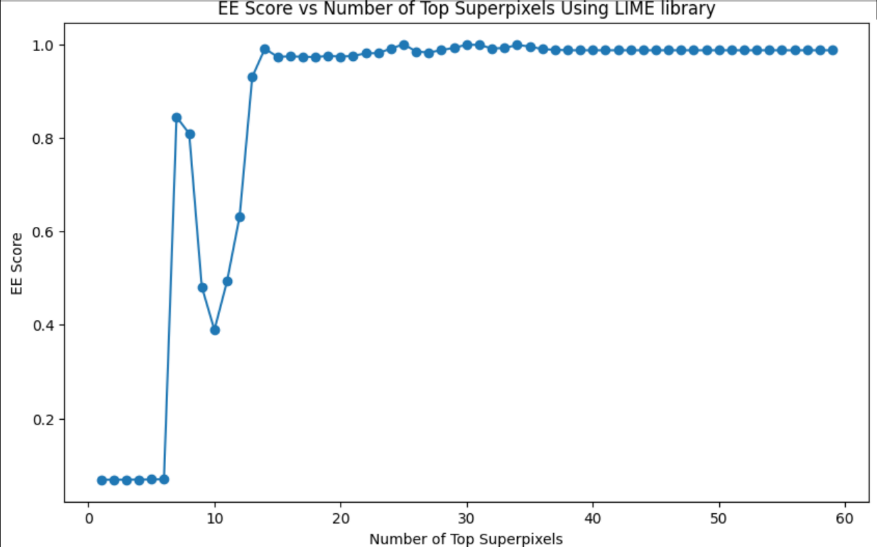 EE Score vs Number of Top Superpixels Using LIME library
1.0
0.8
0.6
0.4
0.2
EE Score
0 10 20 30 40 50 60
Number of Top Superpixels